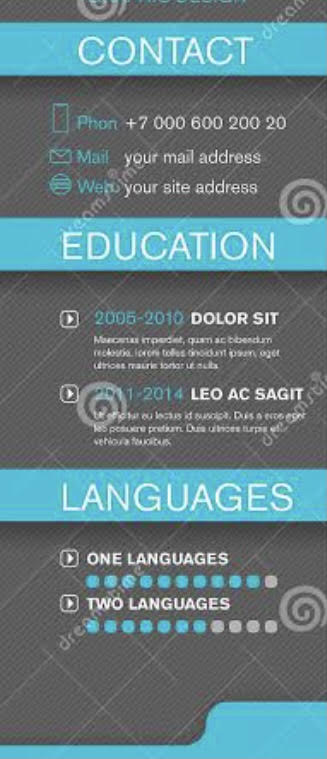 CONTACT
Phon +7 000 600 200 20
Mail your mail address
Web your site address
EDUCATION
2005-2010 DOLOR SIT
Maecenas imperdiet, quam ac bibendum
molestie, lorem tellus tincidunt ipsum, eget
ultrices mauris tortor ut nulla.
2011-2014 LEO AC SAGIT
Ut efficitur eu lectus id suscipit. Duis a eros eget
leo posuere pretium. Duis ultrices turpis et
vehicula faucibus.
LANGUAGES
ONE LANGUAGES
TWO LANGUAGES